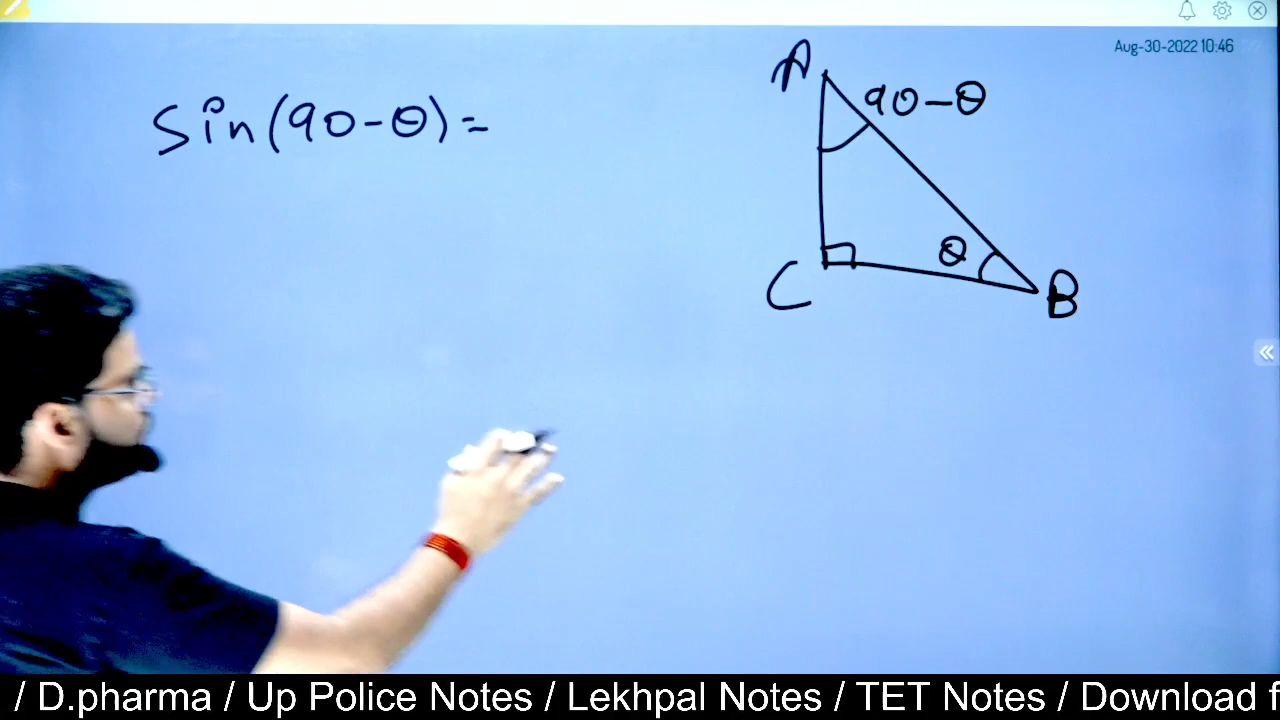 Aug-30-2022 10:46
Sin(90-θ)=
A
90-θ
θ
C
B
/ D.pharma / Up Police Notes / Lekhpal Notes / TET Notes / Download f